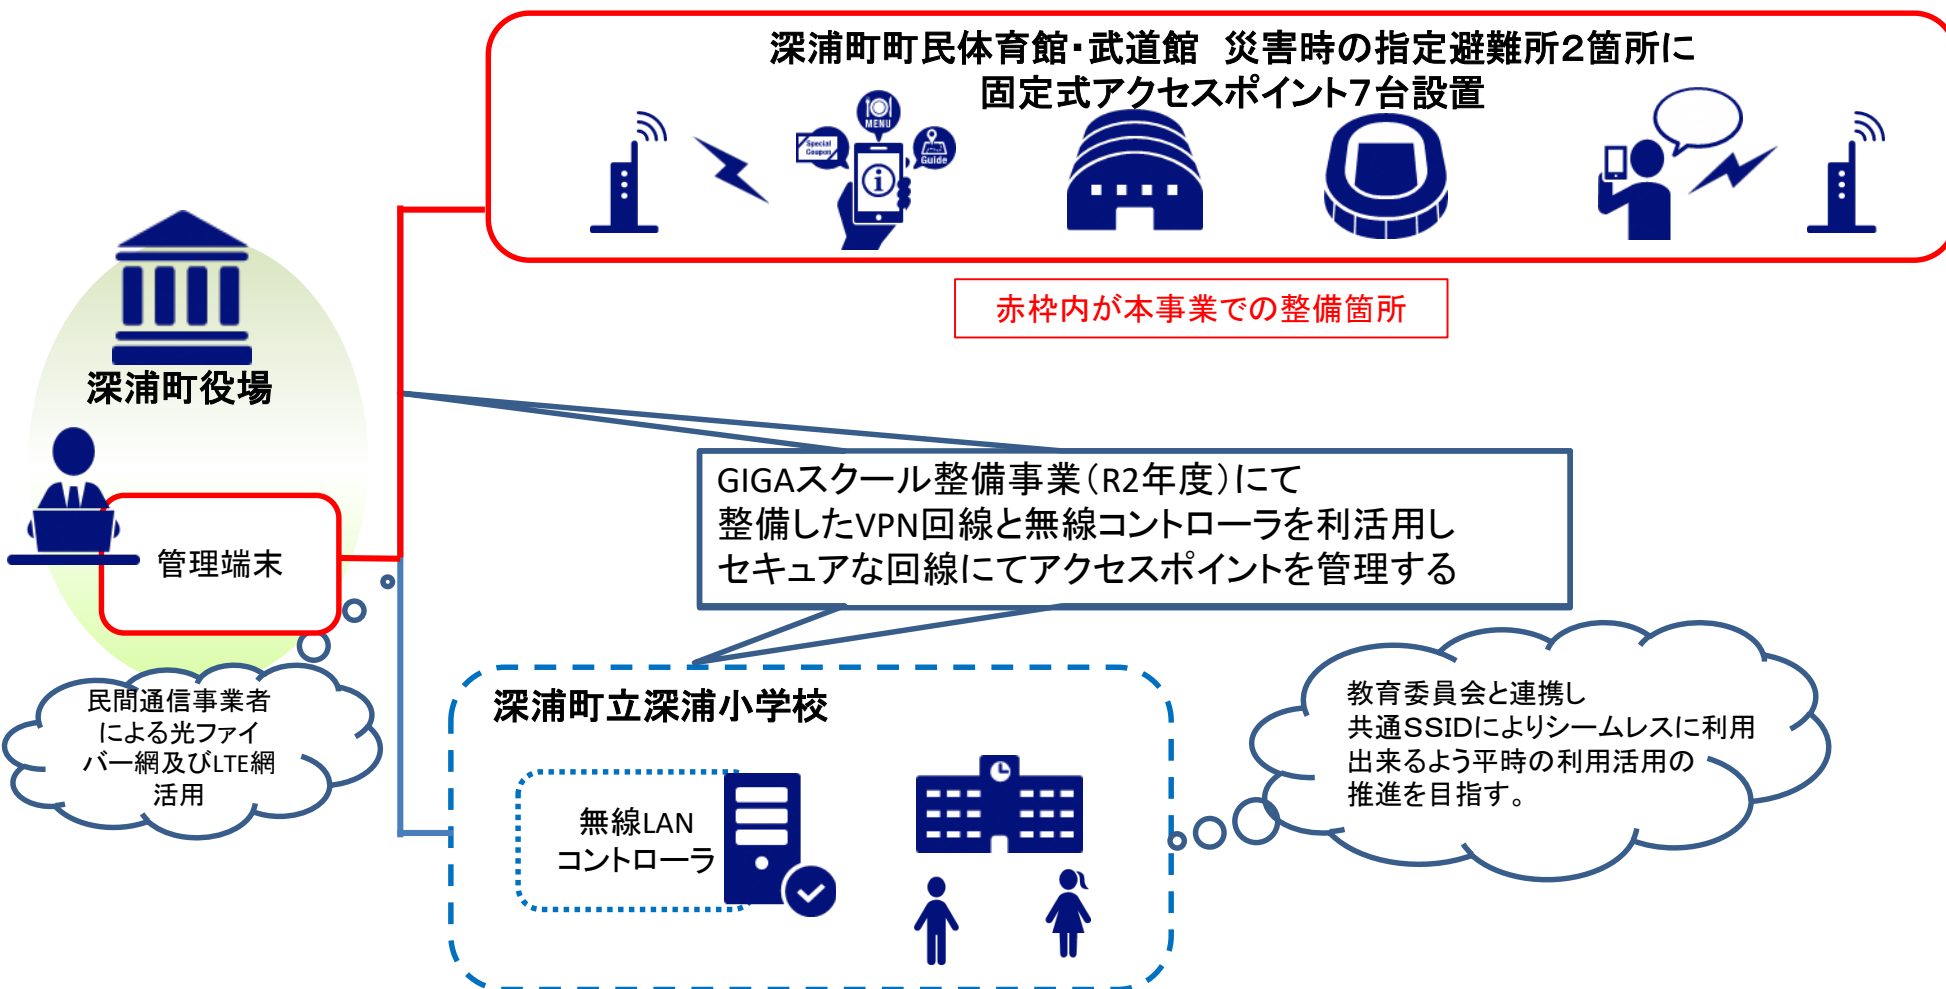 深浦町町民体育館・武道館　災害時の指定避難所２箇所に
固定式アクセスポイント７台設置
MENU
Special
Coupon
Guide
赤枠内が本事業での整備箇所
深浦町役場
管理端末
GIGAスクール整備事業（R2年度）にて
整備したVPN回線と無線コントローラを利活用し
セキュアな回線にてアクセスポイントを管理する
民間通信事業者
による光ファイ
バー網及びLTE網
活用
深浦町立深浦小学校
無線LAN
コントローラ
教育委員会と連携し
共通ＳＳＩＤによりシームレスに利用
出来るよう平時の利用活用の
推進を目指す。